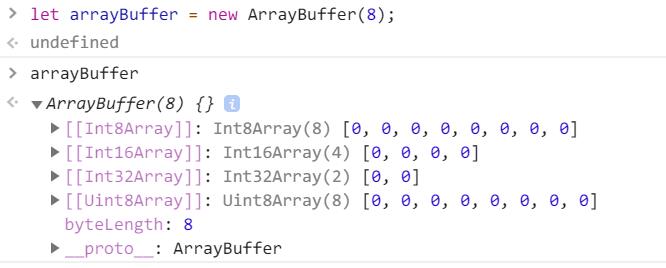 > let arrayBuffer = new ArrayBuffer(8);
<· undefined
> arrayBuffer
<· ▼ArrayBuffer(8) {} i
▶[[Int8Array]]: Int8Array(8) [0, 0, 0, 0, 0, 0, 0, 0]
▶[[Int16Array]]: Int16Array(4) [0, 0, 0, 0]
▶[[Int32Array]]: Int32Array(2) [0, 0]
▶[[Uint8Array]]: Uint8Array(8) [0, 0, 0, 0, 0, 0, 0, 0]
byteLength: 8
▶__proto__: ArrayBuffer